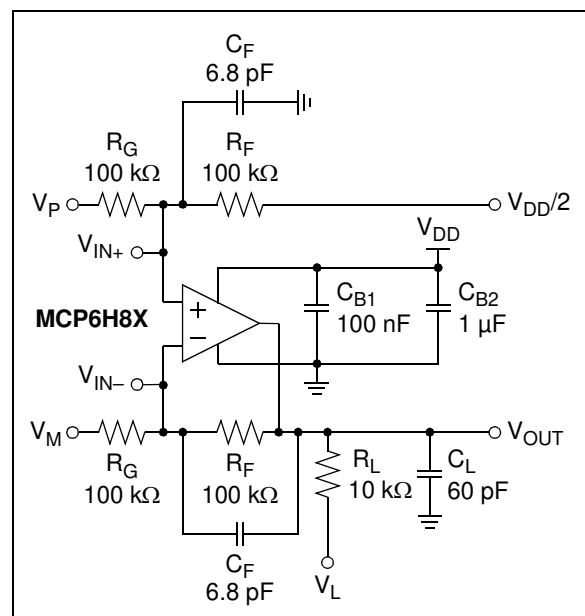 C_F
6.8 pF
R_G
100 kΩ
R_F
100 kΩ
V_P
V_DD/2
V_IN+
V_DD
MCP6H8X
+
−
C_B1
100 nF
C_B2
1 µF
V_IN−
V_M
V_OUT
R_G
100 kΩ
R_F
100 kΩ
R_L
10 kΩ
C_L
60 pF
C_F
6.8 pF
V_L